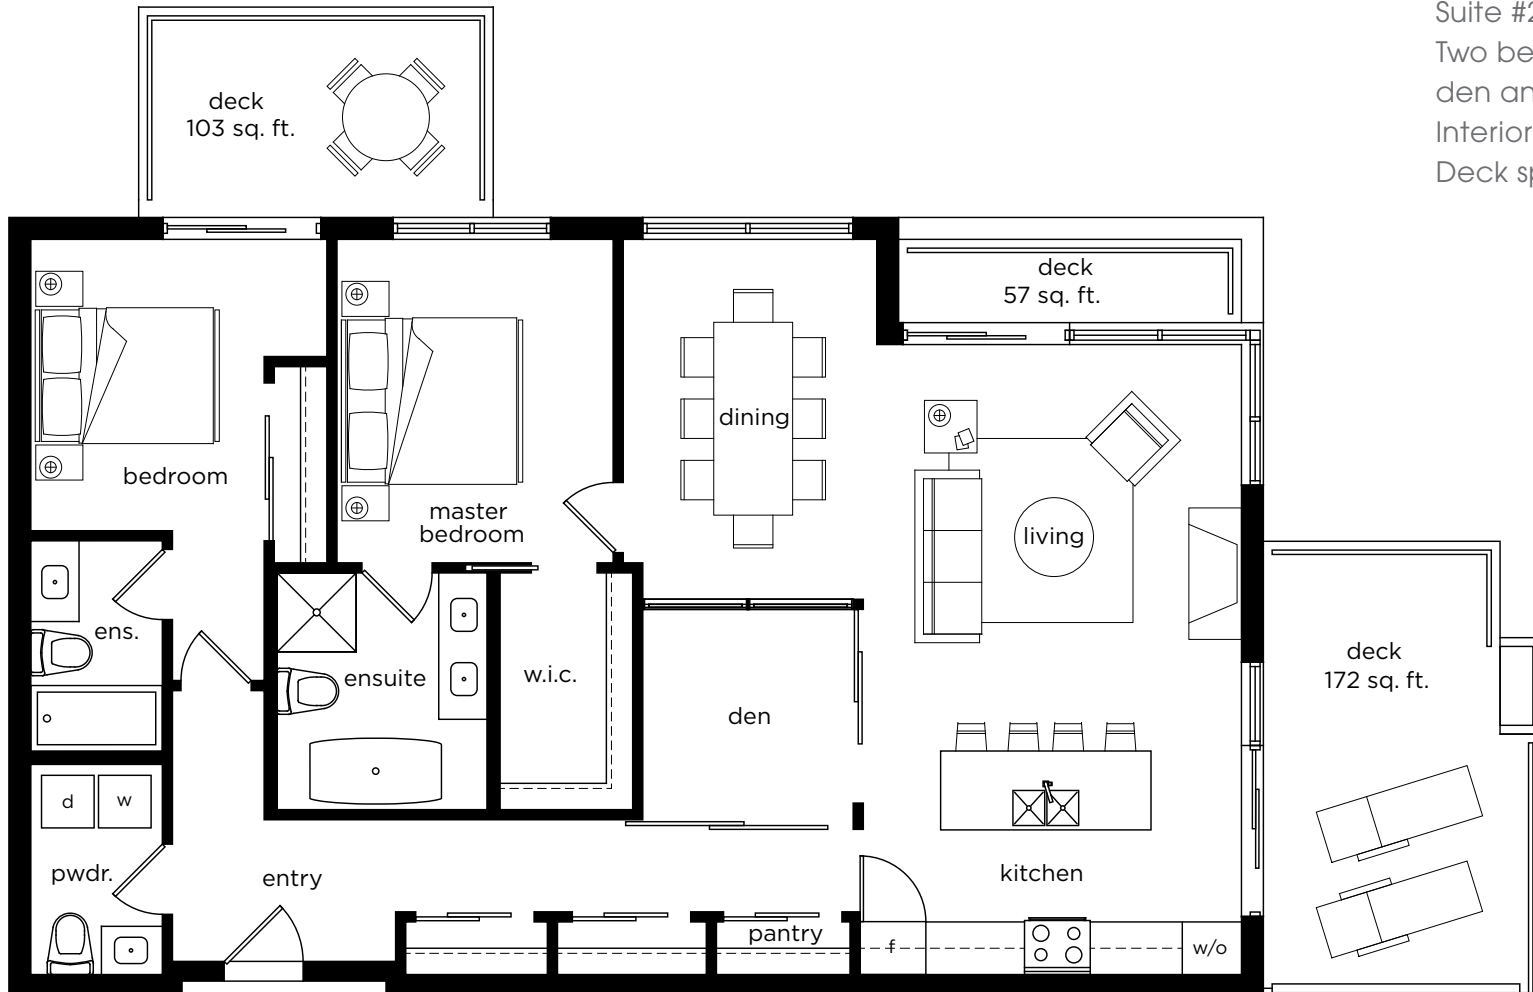 Suite #2
Two be
den an
Interior
Deck sp
deck
103 sq. ft.
deck
57 sq. ft.
dining
bedroom
master
bedroom
living
ens.
ensuite
w.i.c.
den
deck
172 sq. ft.
d
w
pwdr.
entry
kitchen
pantry
f
w/o